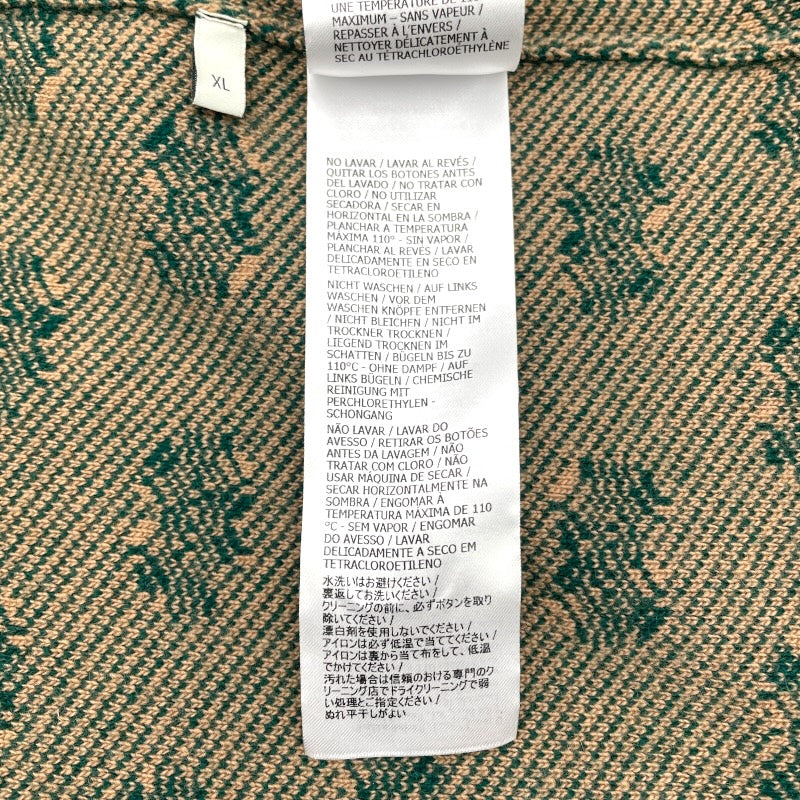 UNE TEMPÉRATURE DE 110
MAXIMUM – SANS VAPEUR /
REPASSER À L'ENVERS /
NETTOYER DÉLICATEMENT À
SEC AU TÉTRACHLOROÉTHYLÈNE
XL
NO LAVAR / LAVAR AL REVÉS /
QUITAR LOS BOTONES ANTES
DEL LAVADO / NO TRATAR CON
CLORO / NO UTILIZAR
SECADORA / SECAR EN
HORIZONTAL EN LA SOMBRA /
PLANCHAR A TEMPERATURA
MÁXIMA 110° - SIN VAPOR /
PLANCHAR AL REVÉS / LAVAR
DELICADAMENTE EN SECO EN
TETRACLOROETILENO
NICHT WASCHEN / AUF LINKS
WASCHEN / VOR DEM
WASCHEN KNÖPFE ENTFERNEN
/ NICHT BLEICHEN / NICHT IM
TROCKNER TROCKNEN /
LIEGEND TROCKNEN IM
SCHATTEN / BÜGELN BIS ZU
110°C - OHNE DAMPF / AUF
LINKS BÜGELN / CHEMISCHE
REINIGUNG MIT
PERCHLORETHYLEN -
SCHONGANG
NÃO LAVAR / LAVAR DO
AVESSO / RETIRAR OS BOTÕES
ANTES DA LAVAGEM / NÃO
TRATAR COM CLORO / NÃO
USAR MÁQUINA DE SECAR /
SECAR HORIZONTALMENTE NA
SOMBRA / ENGOMAR À
TEMPERATURA MÁXIMA DE 110
°C - SEM VAPOR / ENGOMAR
DO AVESSO / LAVAR
DELICADAMENTE A SECO EM
TETRACLOROETILENO
水洗いはお避けください /
裏返してお洗いください /
クリーニングの前に、必ずボタンを取り
除いてください /
漂白剤を使用しないでください /
アイロンは必ず低温で当ててください /
アイロンは裏から当て布をして、低温
でかけてください /
汚れた場合は信頼のおける専門のク
リーニング店でドライクリーニングで弱
い処理とご指定ください /
ぬれ平干しがよい